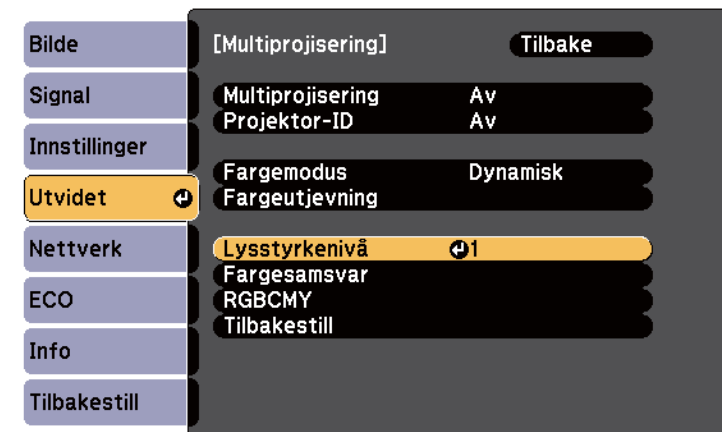 Bilde
Signal
Innstillinger
Utvidet
Nettverk
ECO
Info
Tilbakestill
[Multiprojisering] Tilbake
Multiprojisering Av
Projektor-ID Av
Fargemodus Dynamisk
Fargeutjevning
Lysstyrkenivå 1
Fargesamsvar
RGBCMY
Tilbakestill